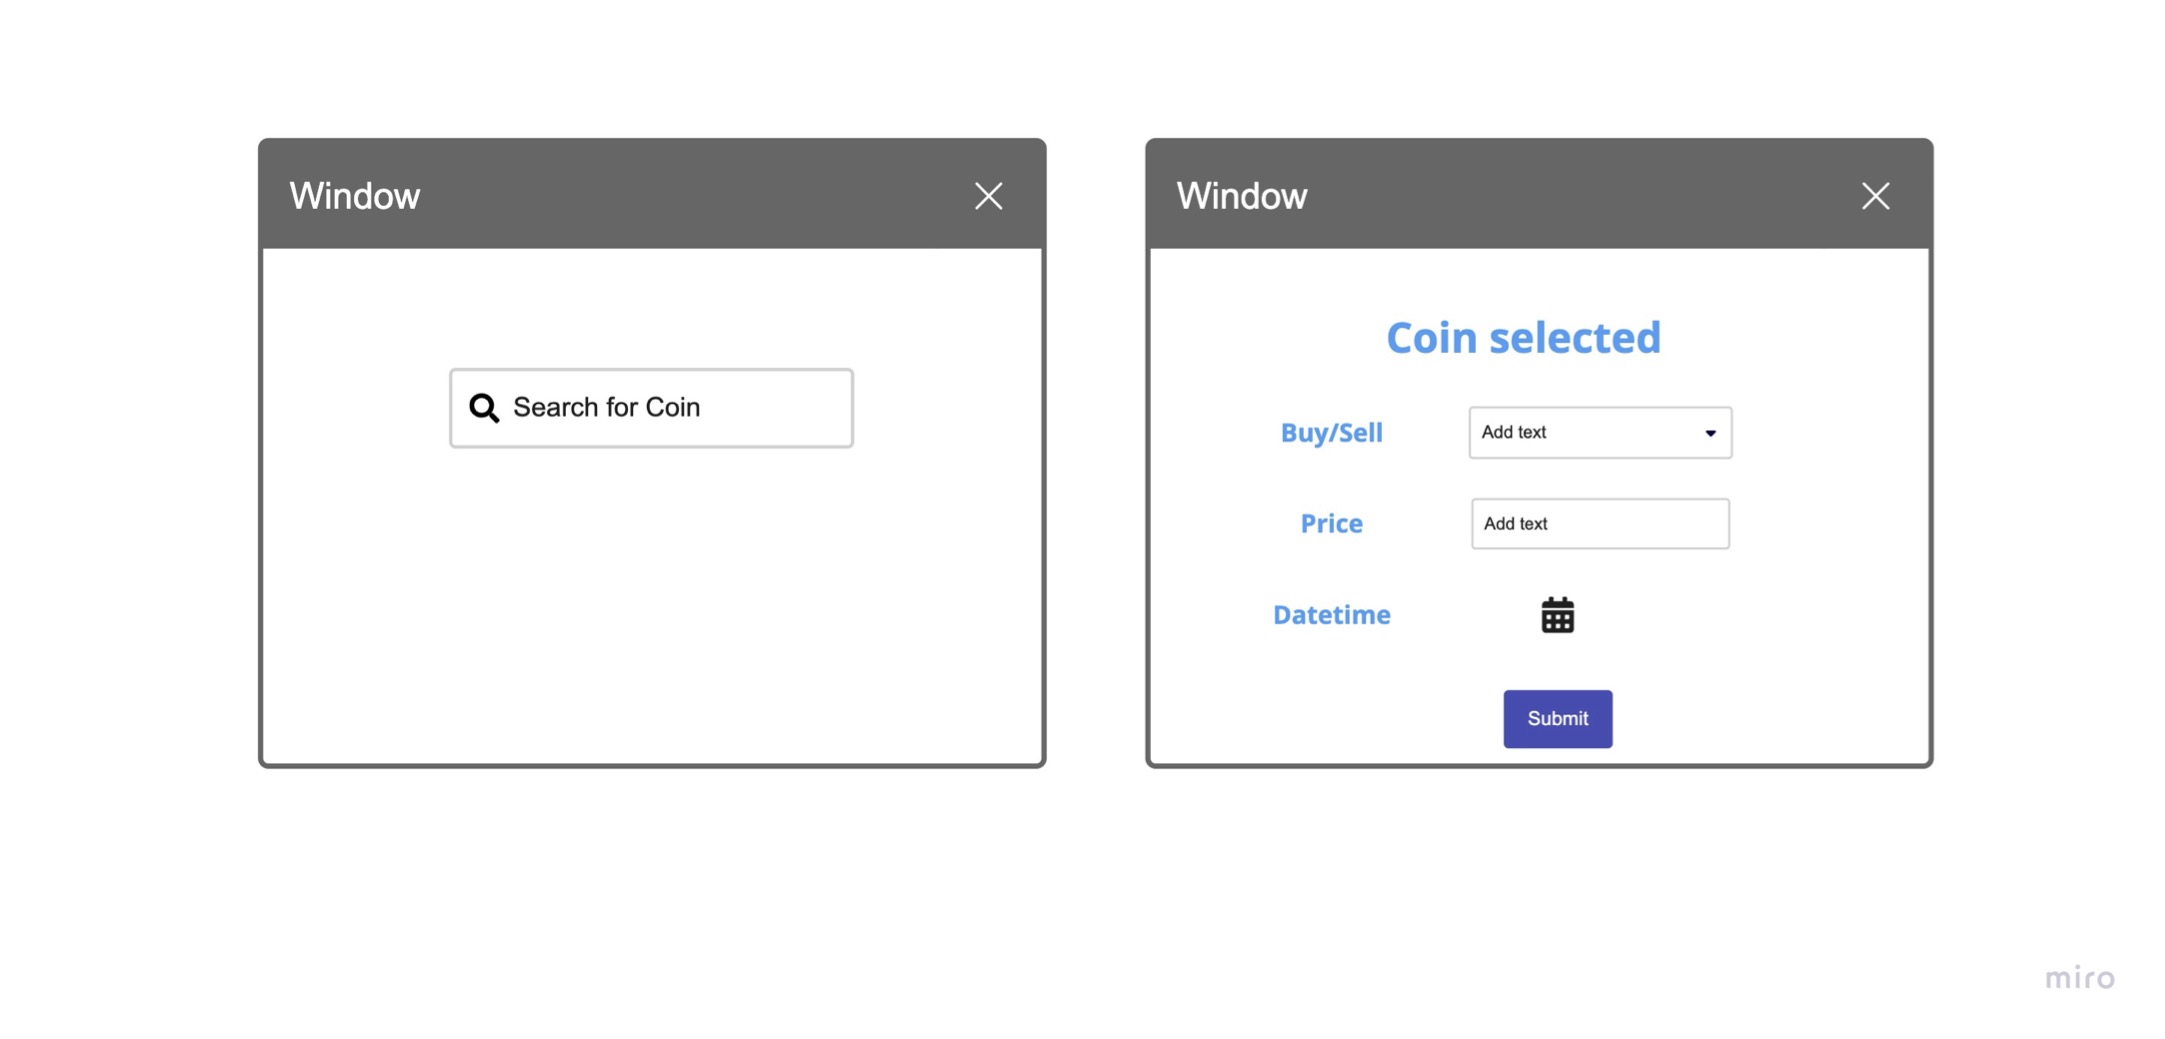 Window
Search for Coin
Window
Coin selected
Buy/Sell
Add text
Price
Add text
Datetime
Submit
miro